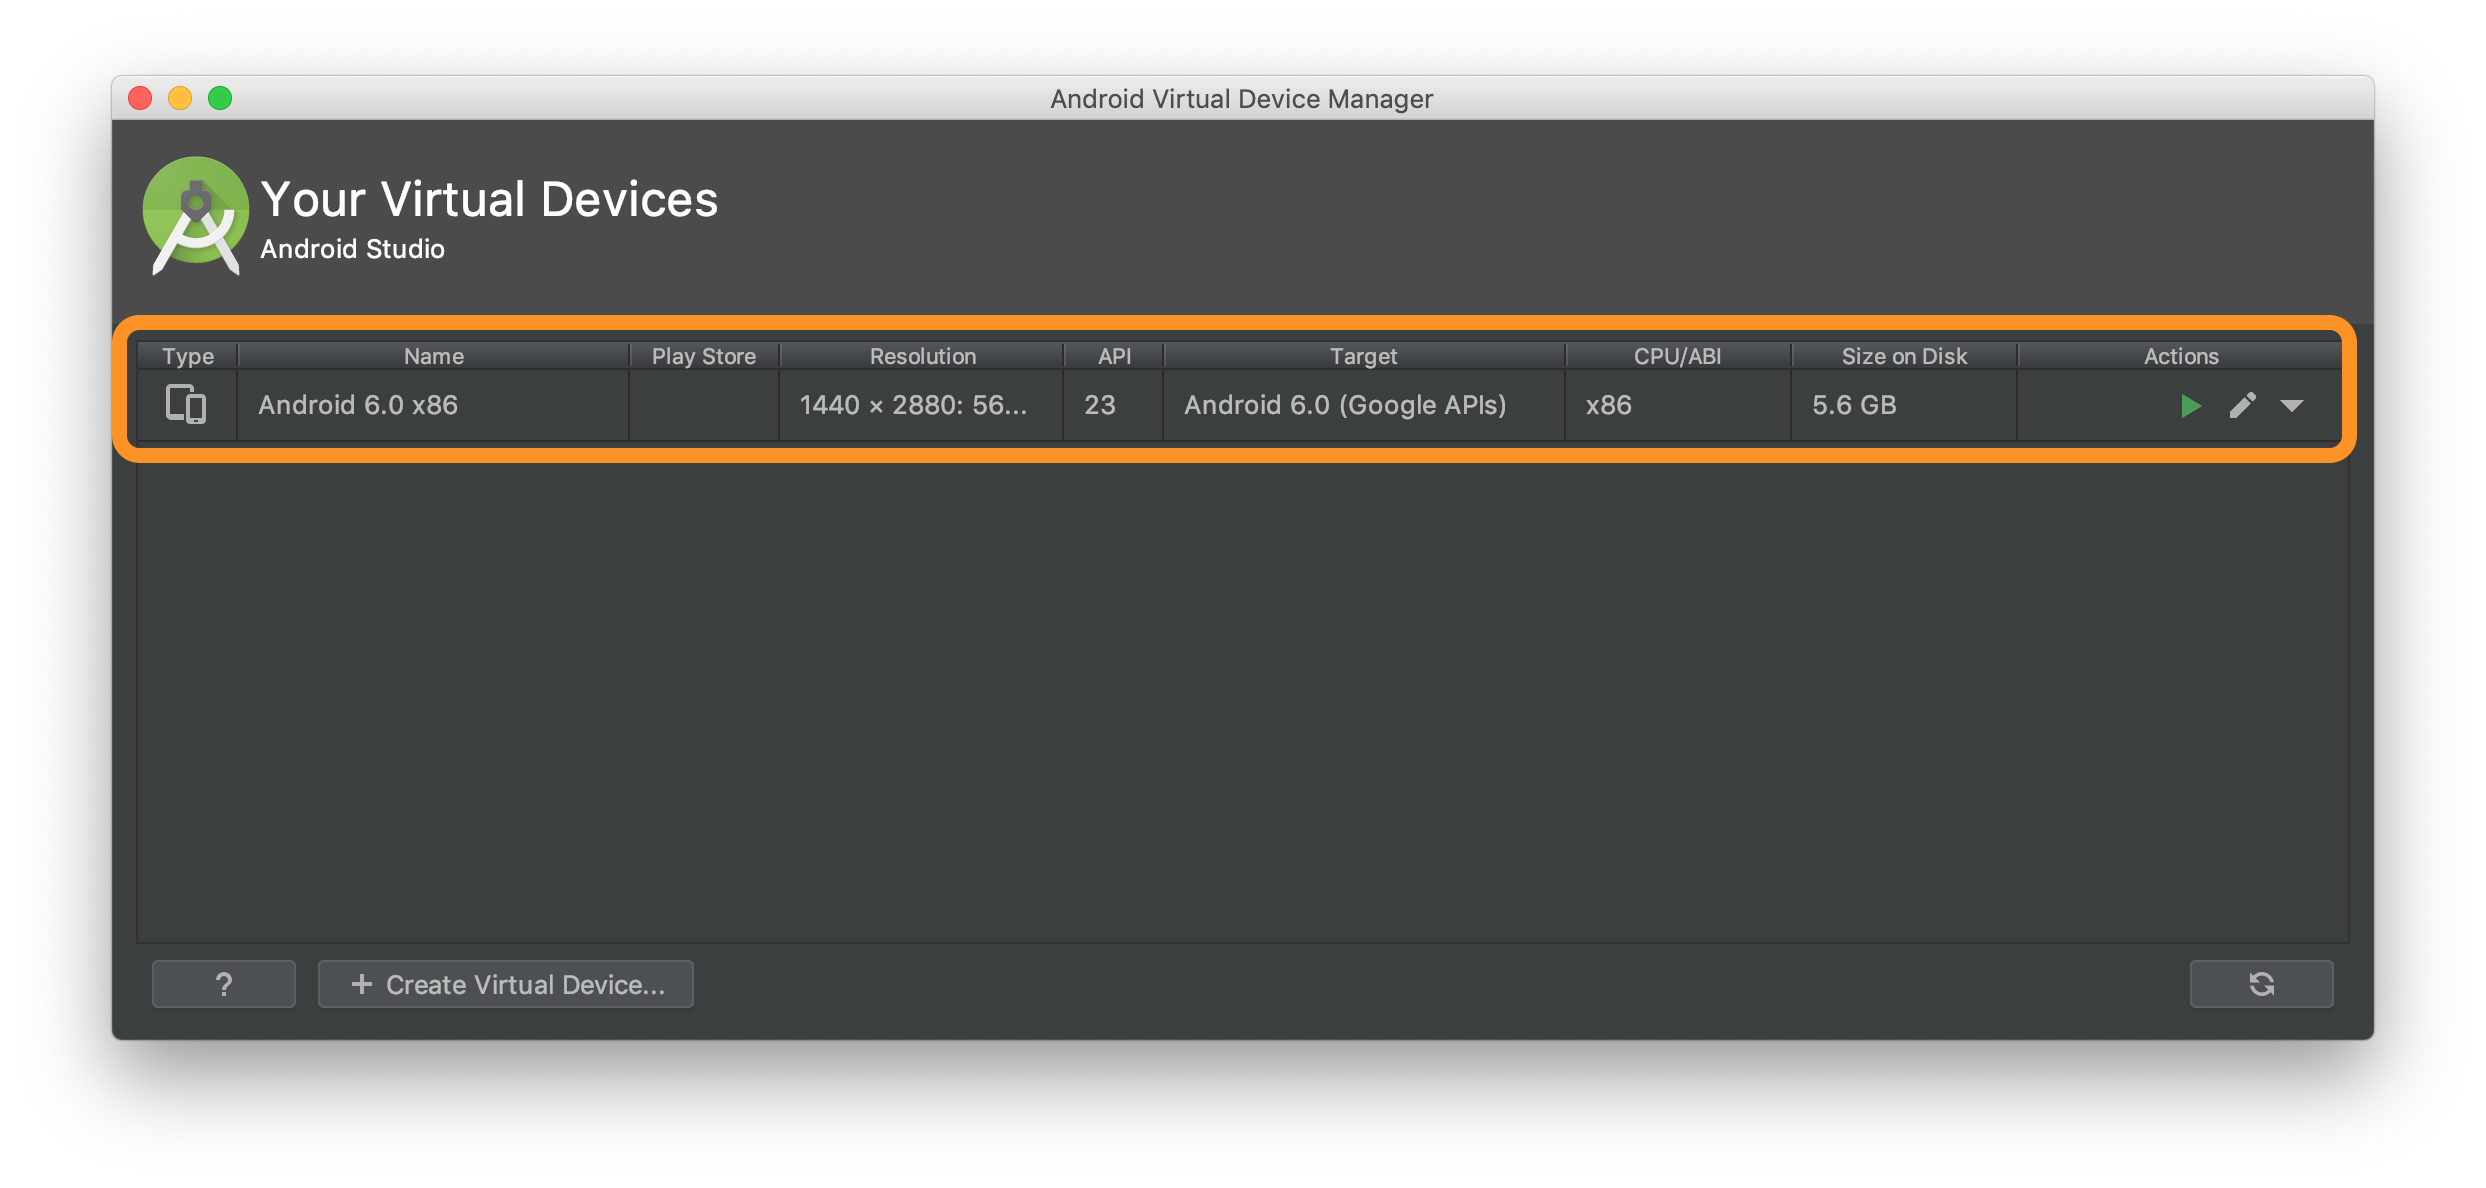 Android Virtual Device Manager
Your Virtual Devices
Android Studio
Type Name Play Store Resolution API Target CPU/ABI Size on Disk Actions
Android 6.0 x86 1440 × 2880: 56... 23 Android 6.0 (Google APIs) x86 5.6 GB
? + Create Virtual Device...